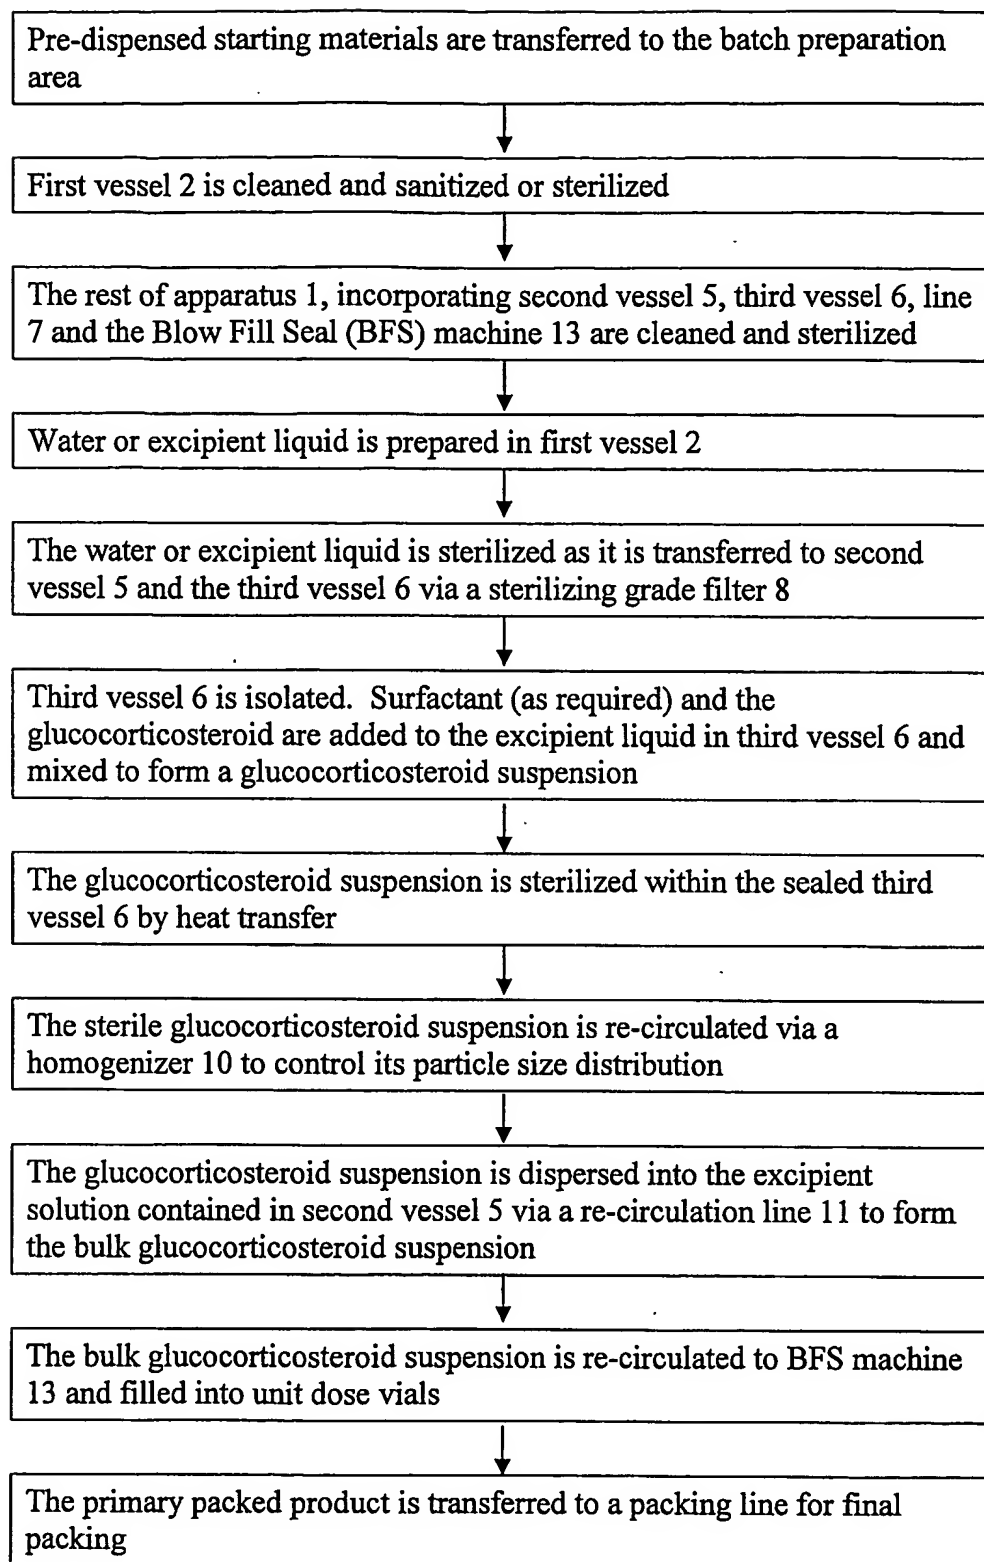 Pre-dispensed starting materials are transferred to the batch preparation
area
First vessel 2 is cleaned and sanitized or sterilized
The rest of apparatus 1, incorporating second vessel 5, third vessel 6, line
7 and the Blow Fill Seal (BFS) machine 13 are cleaned and sterilized
Water or excipient liquid is prepared in first vessel 2
The water or excipient liquid is sterilized as it is transferred to second
vessel 5 and the third vessel 6 via a sterilizing grade filter 8
Third vessel 6 is isolated.  Surfactant (as required) and the
glucocorticosteroid are added to the excipient liquid in third vessel 6 and
mixed to form a glucocorticosteroid suspension
The glucocorticosteroid suspension is sterilized within the sealed third
vessel 6 by heat transfer
The sterile glucocorticosteroid suspension is re-circulated via a
homogenizer 10 to control its particle size distribution
The glucocorticosteroid suspension is dispersed into the excipient
solution contained in second vessel 5 via a re-circulation line 11 to form
the bulk glucocorticosteroid suspension
The bulk glucocorticosteroid suspension is re-circulated to BFS machine
13 and filled into unit dose vials
The primary packed product is transferred to a packing line for final
packing